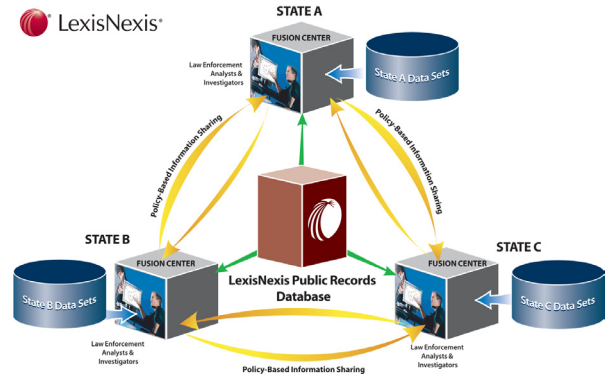 LexisNexis®
STATE A
FUSION CENTER
Law Enforcement
Analysts &
Investigators
State A Data Sets
Policy-Based Information Sharing
Policy-Based Information Sharing
STATE B
FUSION CENTER
State B Data Sets
Law Enforcement
Analysts &
Investigators
LexisNexis Public Records
Database
STATE C
FUSION CENTER
State C Data Sets
Law Enforcement
Analysts &
Investigators
Policy-Based Information Sharing